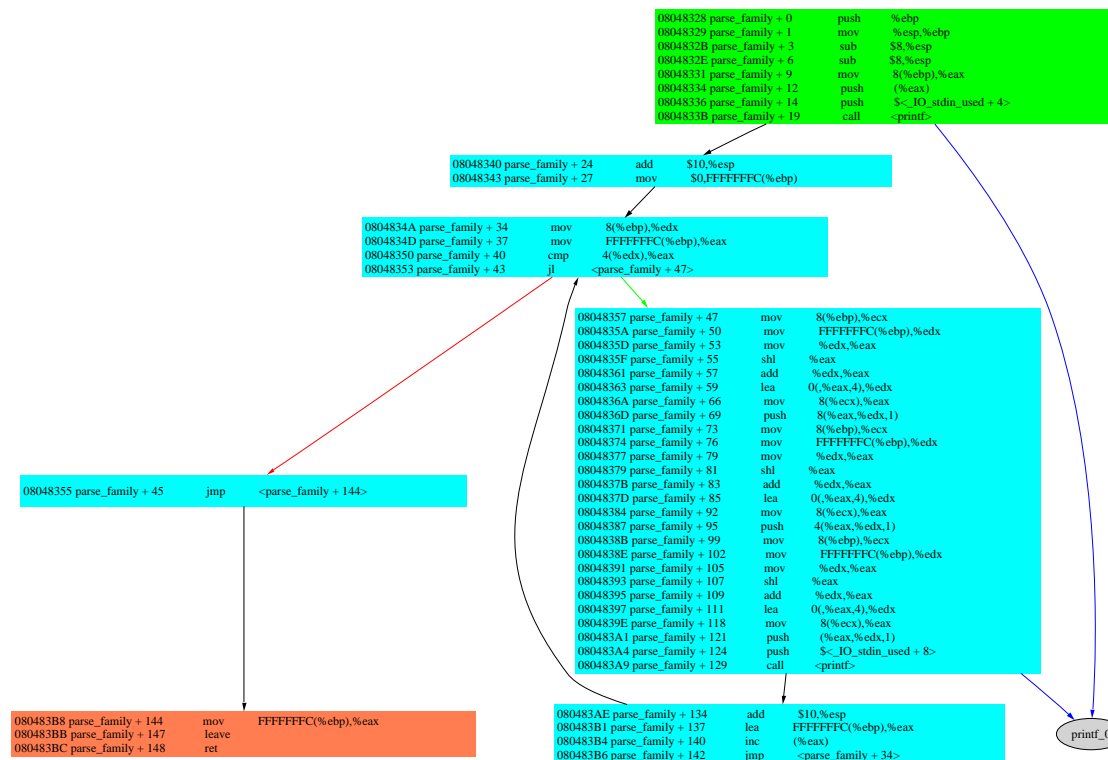 08048328 parse_family + 0 push %ebp
08048329 parse_family + 1 mov %esp,%ebp
0804832B parse_family + 3 sub $8,%esp
0804832E parse_family + 6 sub $8,%esp
08048331 parse_family + 9 mov 8(%ebp),%eax
08048334 parse_family + 12 push (%eax)
08048336 parse_family + 14 push $<_IO_stdin_used + 4>
0804833B parse_family + 19 call <printf>
08048340 parse_family + 24 add $10,%esp
08048343 parse_family + 27 mov $0,FFFFFFFC(%ebp)
0804834A parse_family + 34 mov 8(%ebp),%edx
0804834D parse_family + 37 mov FFFFFFFC(%ebp),%eax
08048350 parse_family + 40 cmp 4(%edx),%eax
08048353 parse_family + 43 jl <parse_family + 47>
08048357 parse_family + 47 mov 8(%ebp),%ecx
0804835A parse_family + 50 mov FFFFFFFC(%ebp),%edx
0804835D parse_family + 53 mov %edx,%eax
0804835F parse_family + 55 shl %eax
08048361 parse_family + 57 add %edx,%eax
08048363 parse_family + 59 lea 0(,%eax,4),%edx
0804836A parse_family + 66 mov 8(%ecx),%eax
0804836D parse_family + 69 push 8(%eax,%edx,1)
08048371 parse_family + 73 mov 8(%ebp),%ecx
08048374 parse_family + 76 mov FFFFFFFC(%ebp),%edx
08048377 parse_family + 79 mov %edx,%eax
08048379 parse_family + 81 shl %eax
0804837B parse_family + 83 add %edx,%eax
0804837D parse_family + 85 lea 0(,%eax,4),%edx
08048384 parse_family + 92 mov 8(%ecx),%eax
08048387 parse_family + 95 push 4(%eax,%edx,1)
0804838B parse_family + 99 mov 8(%ebp),%ecx
0804838E parse_family + 102 mov FFFFFFFC(%ebp),%edx
08048391 parse_family + 105 mov %edx,%eax
08048393 parse_family + 107 shl %eax
08048395 parse_family + 109 add %edx,%eax
08048397 parse_family + 111 lea 0(,%eax,4),%edx
0804839E parse_family + 118 mov 8(%ecx),%eax
080483A1 parse_family + 121 push (%eax,%edx,1)
080483A4 parse_family + 124 push $<_IO_stdin_used + 8>
080483A9 parse_family + 129 call <printf>
08048355 parse_family + 45 jmp <parse_family + 144>
080483B8 parse_family + 144 mov FFFFFFFC(%ebp),%eax
080483BB parse_family + 147 leave
080483BC parse_family + 148 ret
080483AE parse_family + 134 add $10,%esp
080483B1 parse_family + 137 lea FFFFFFFC(%ebp),%eax
080483B4 parse_family + 140 inc (%eax)
080483B6 parse_family + 142 jmp <parse_family + 34>
printf_0